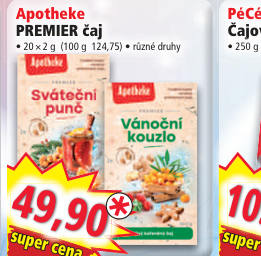 Apotheke
PREMIER čaj
• 20 x 2 g (100 g 124,75) • různé druhy
Apotheke
PREMIER
Sváteční
punč
Apotheke
PREMIER
Vánoční
kouzlo
49,90*
super cena
PéCé
Čajov
• 250 g
10
super